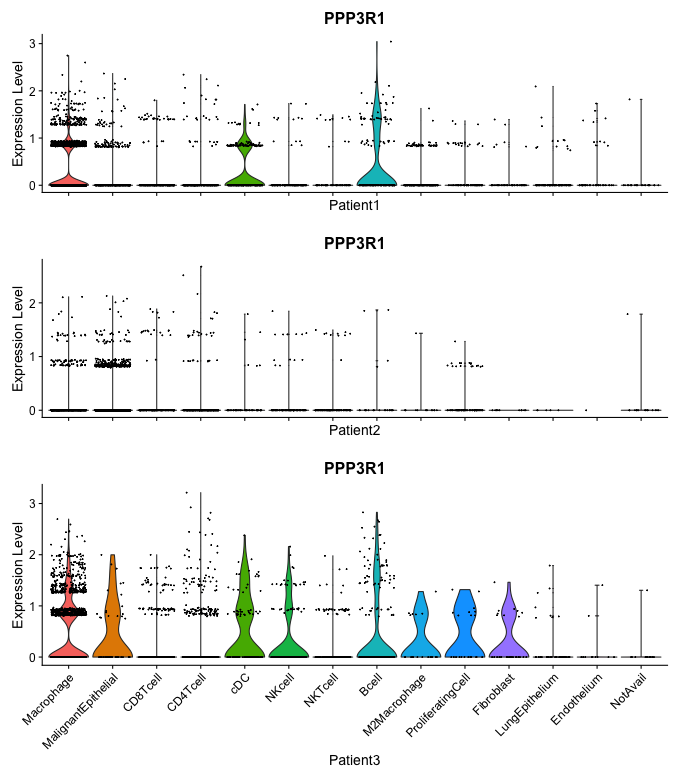 PPP3R1
Expression Level
3
2
1
0
Patient1
PPP3R1
Expression Level
2
1
0
Patient2
PPP3R1
Expression Level
3
2
1
0
Macrophage
MalignantEpithelial
CD8Tcell
CD4Tcell
cDC
NKcell
NKTcell
Bcell
M2Macrophage
ProliferatingCell
Fibroblast
LungEpithelium
Endothelium
NotAvail
Patient3